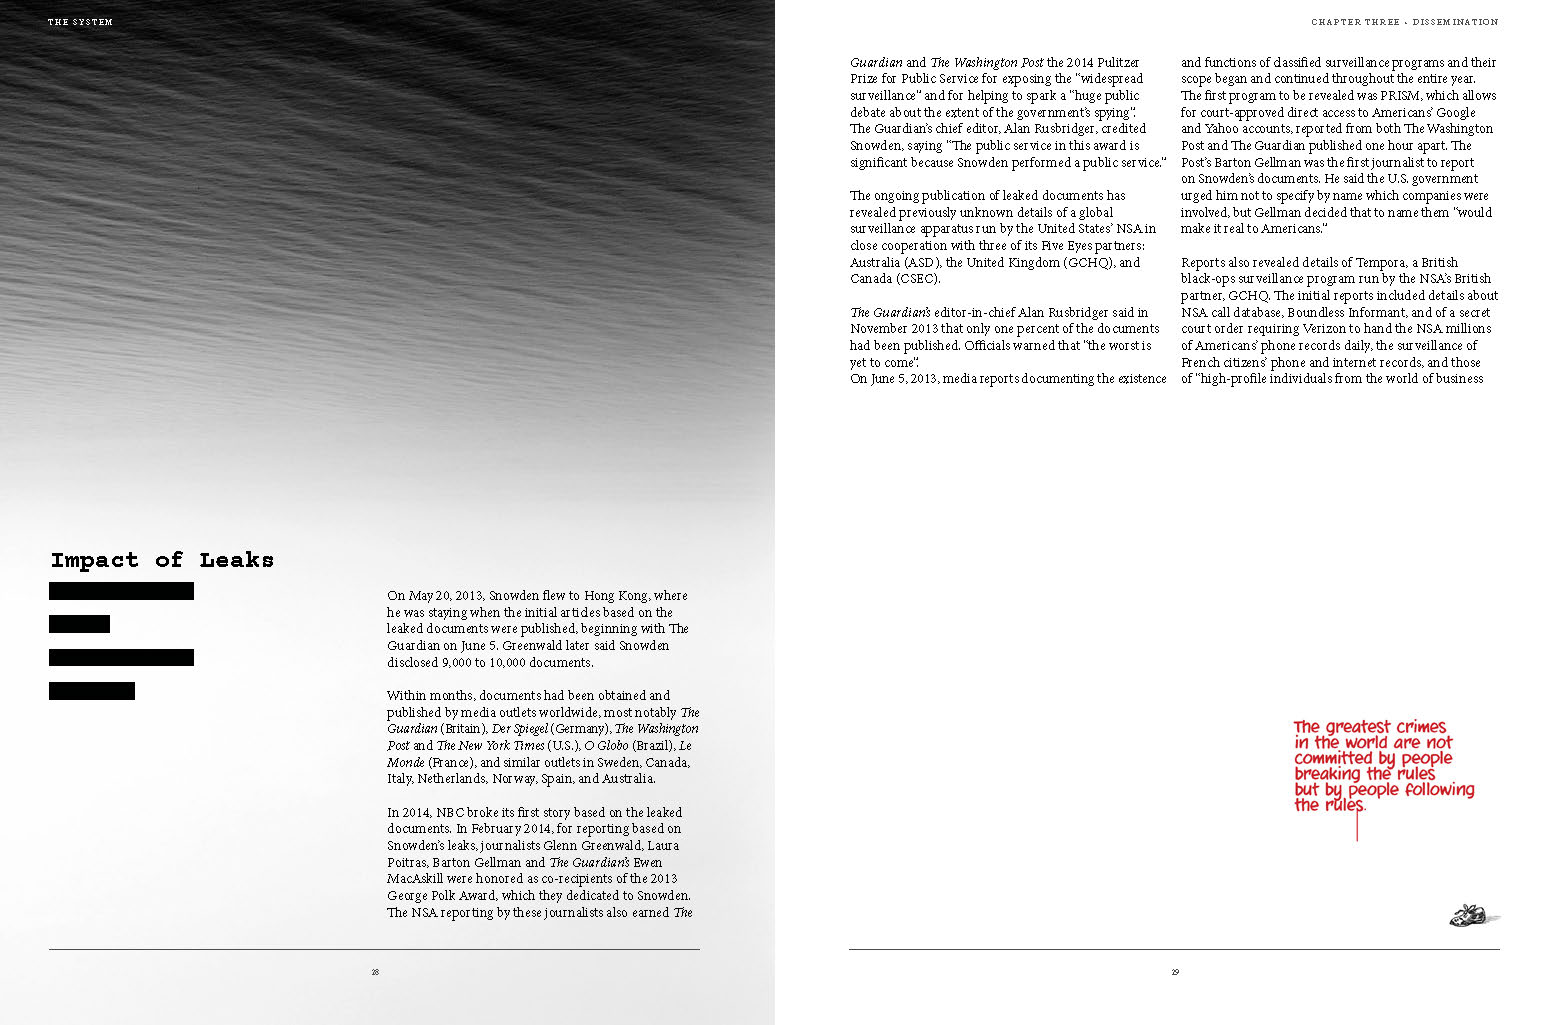 THE SYSTEM
Impact of Leaks
On May 20, 2013, Snowden flew to Hong Kong, where
he was staying when the initial articles based on the
leaked documents were published, beginning with The
Guardian on June 5. Greenwald later said Snowden
disclosed 9,000 to 10,000 documents.
Within months, documents had been obtained and
published by media outlets worldwide, most notably The
Guardian (Britain), Der Spiegel (Germany), The Washington
Post and The New York Times (U.S.), O Globo (Brazil), Le
Monde (France), and similar outlets in Sweden, Canada,
Italy, Netherlands, Norway, Spain, and Australia.
In 2014, NBC broke its first story based on the leaked
documents. In February 2014, for reporting based on
Snowden's leaks, journalists Glenn Greenwald, Laura
Poitras, Barton Gellman and The Guardian's Ewen
MacAskill were honored as co-recipients of the 2013
George Polk Award, which they dedicated to Snowden.
The NSA reporting by these journalists also earned The
28
CHAPTER THREE - DISSEMINATION
Guardian and The Washington Post the 2014 Pulitzer
Prize for Public Service for exposing the "widespread
surveillance" and for helping to spark a "huge public
debate about the extent of the government's spying".
The Guardian's chief editor, Alan Rusbridger, credited
Snowden, saying "The public service in this award is
significant because Snowden performed a public service."
The ongoing publication of leaked documents has
revealed previously unknown details of a global
surveillance apparatus run by the United States' NSA in
close cooperation with three of its Five Eyes partners:
Australia (ASD), the United Kingdom (GCHQ), and
Canada (CSEC).
The Guardian's editor-in-chief Alan Rusbridger said in
November 2013 that only one percent of the documents
had been published. Officials warned that "the worst is
yet to come".
On June 5, 2013, media reports documenting the existence
and functions of classified surveillance programs and their
scope began and continued throughout the entire year.
The first program to be revealed was PRISM, which allows
for court-approved direct access to Americans' Google
and Yahoo accounts, reported from both The Washington
Post and The Guardian published one hour apart. The
Post's Barton Gellman was the first journalist to report
on Snowden's documents. He said the U.S. government
urged him not to specify by name which companies were
involved, but Gellman decided that to name them "would
make it real to Americans."
Reports also revealed details of Tempora, a British
black-ops surveillance program run by the NSA's British
partner, GCHQ. The initial reports included details about
NSA call database, Boundless Informant, and of a secret
court order requiring Verizon to hand the NSA millions
of Americans' phone records daily, the surveillance of
French citizens' phone and internet records, and those
of "high-profile individuals from the world of business
The greatest crimes
in the world are not
committed by people
breaking the rules
but by people following
the rules.
29